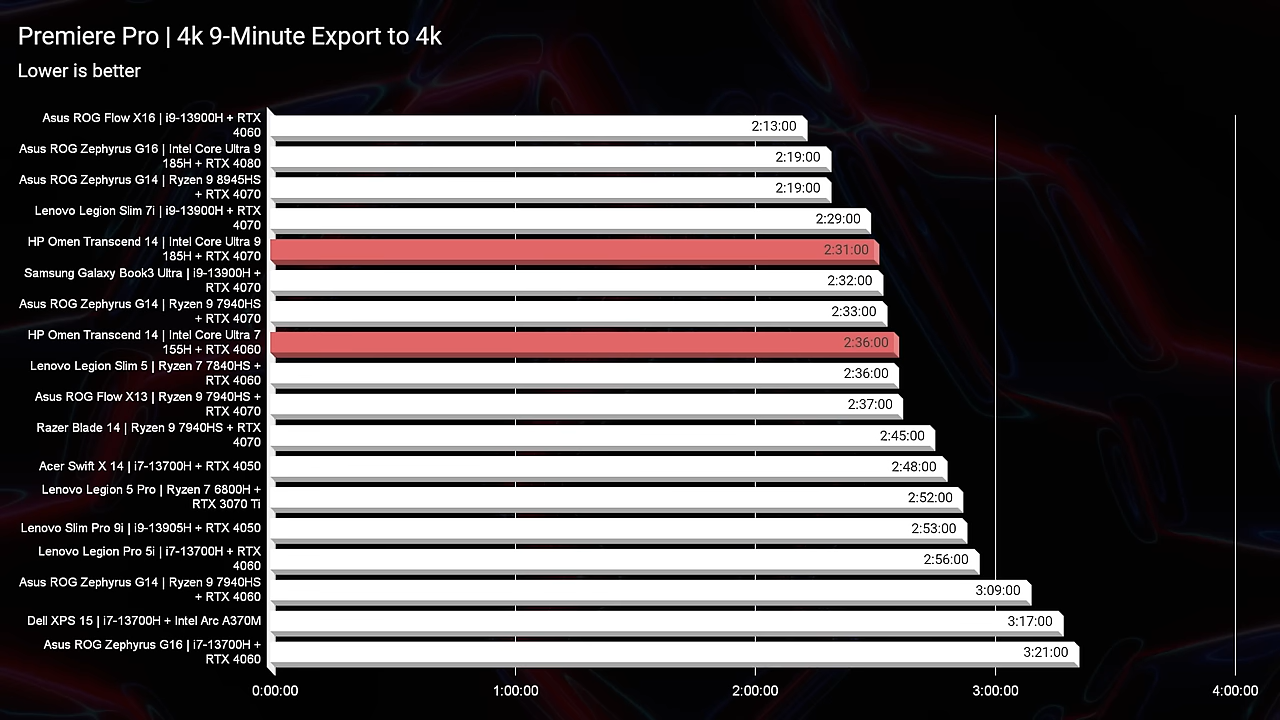 Premiere Pro | 4k 9-Minute Export to 4k
Lower is better
Asus ROG Flow X16 | i9-13900H + RTX
4060
2:13:00
Asus ROG Zephyrus G16 | Intel Core Ultra 9
185H + RTX 4080
2:19:00
Asus ROG Zephyrus G14 | Ryzen 9 8945HS
+ RTX 4070
2:19:00
Lenovo Legion Slim 7i | i9-13900H + RTX
4070
2:29:00
HP Omen Transcend 14 | Intel Core Ultra 9
185H + RTX 4070
2:31:00
Samsung Galaxy Book3 Ultra | i9-13900H +
RTX 4070
2:32:00
Asus ROG Zephyrus G14 | Ryzen 9 7940HS
+ RTX 4070
2:33:00
HP Omen Transcend 14 | Intel Core Ultra 7
155H + RTX 4060
2:36:00
Lenovo Legion Slim 5 | Ryzen 7 7840HS +
RTX 4060
2:36:00
Asus ROG Flow X13 | Ryzen 9 7940HS +
RTX 4070
2:37:00
Razer Blade 14 | Ryzen 9 7940HS + RTX
4070
2:45:00
Acer Swift X 14 | i7-13700H + RTX 4050
2:48:00
Lenovo Legion 5 Pro | Ryzen 7 6800H +
RTX 3070 Ti
2:52:00
Lenovo Slim Pro 9i | i9-13905H + RTX 4050
2:53:00
Lenovo Legion Pro 5i | i7-13700H + RTX
4060
2:56:00
Asus ROG Zephyrus G14 | Ryzen 9 7940HS
+ RTX 4060
3:09:00
Dell XPS 15 | i7-13700H + Intel Arc A370M
3:17:00
Asus ROG Zephyrus G16 | i7-13700H +
RTX 4060
3:21:00
0:00:00
1:00:00
2:00:00
3:00:00
4:00:00